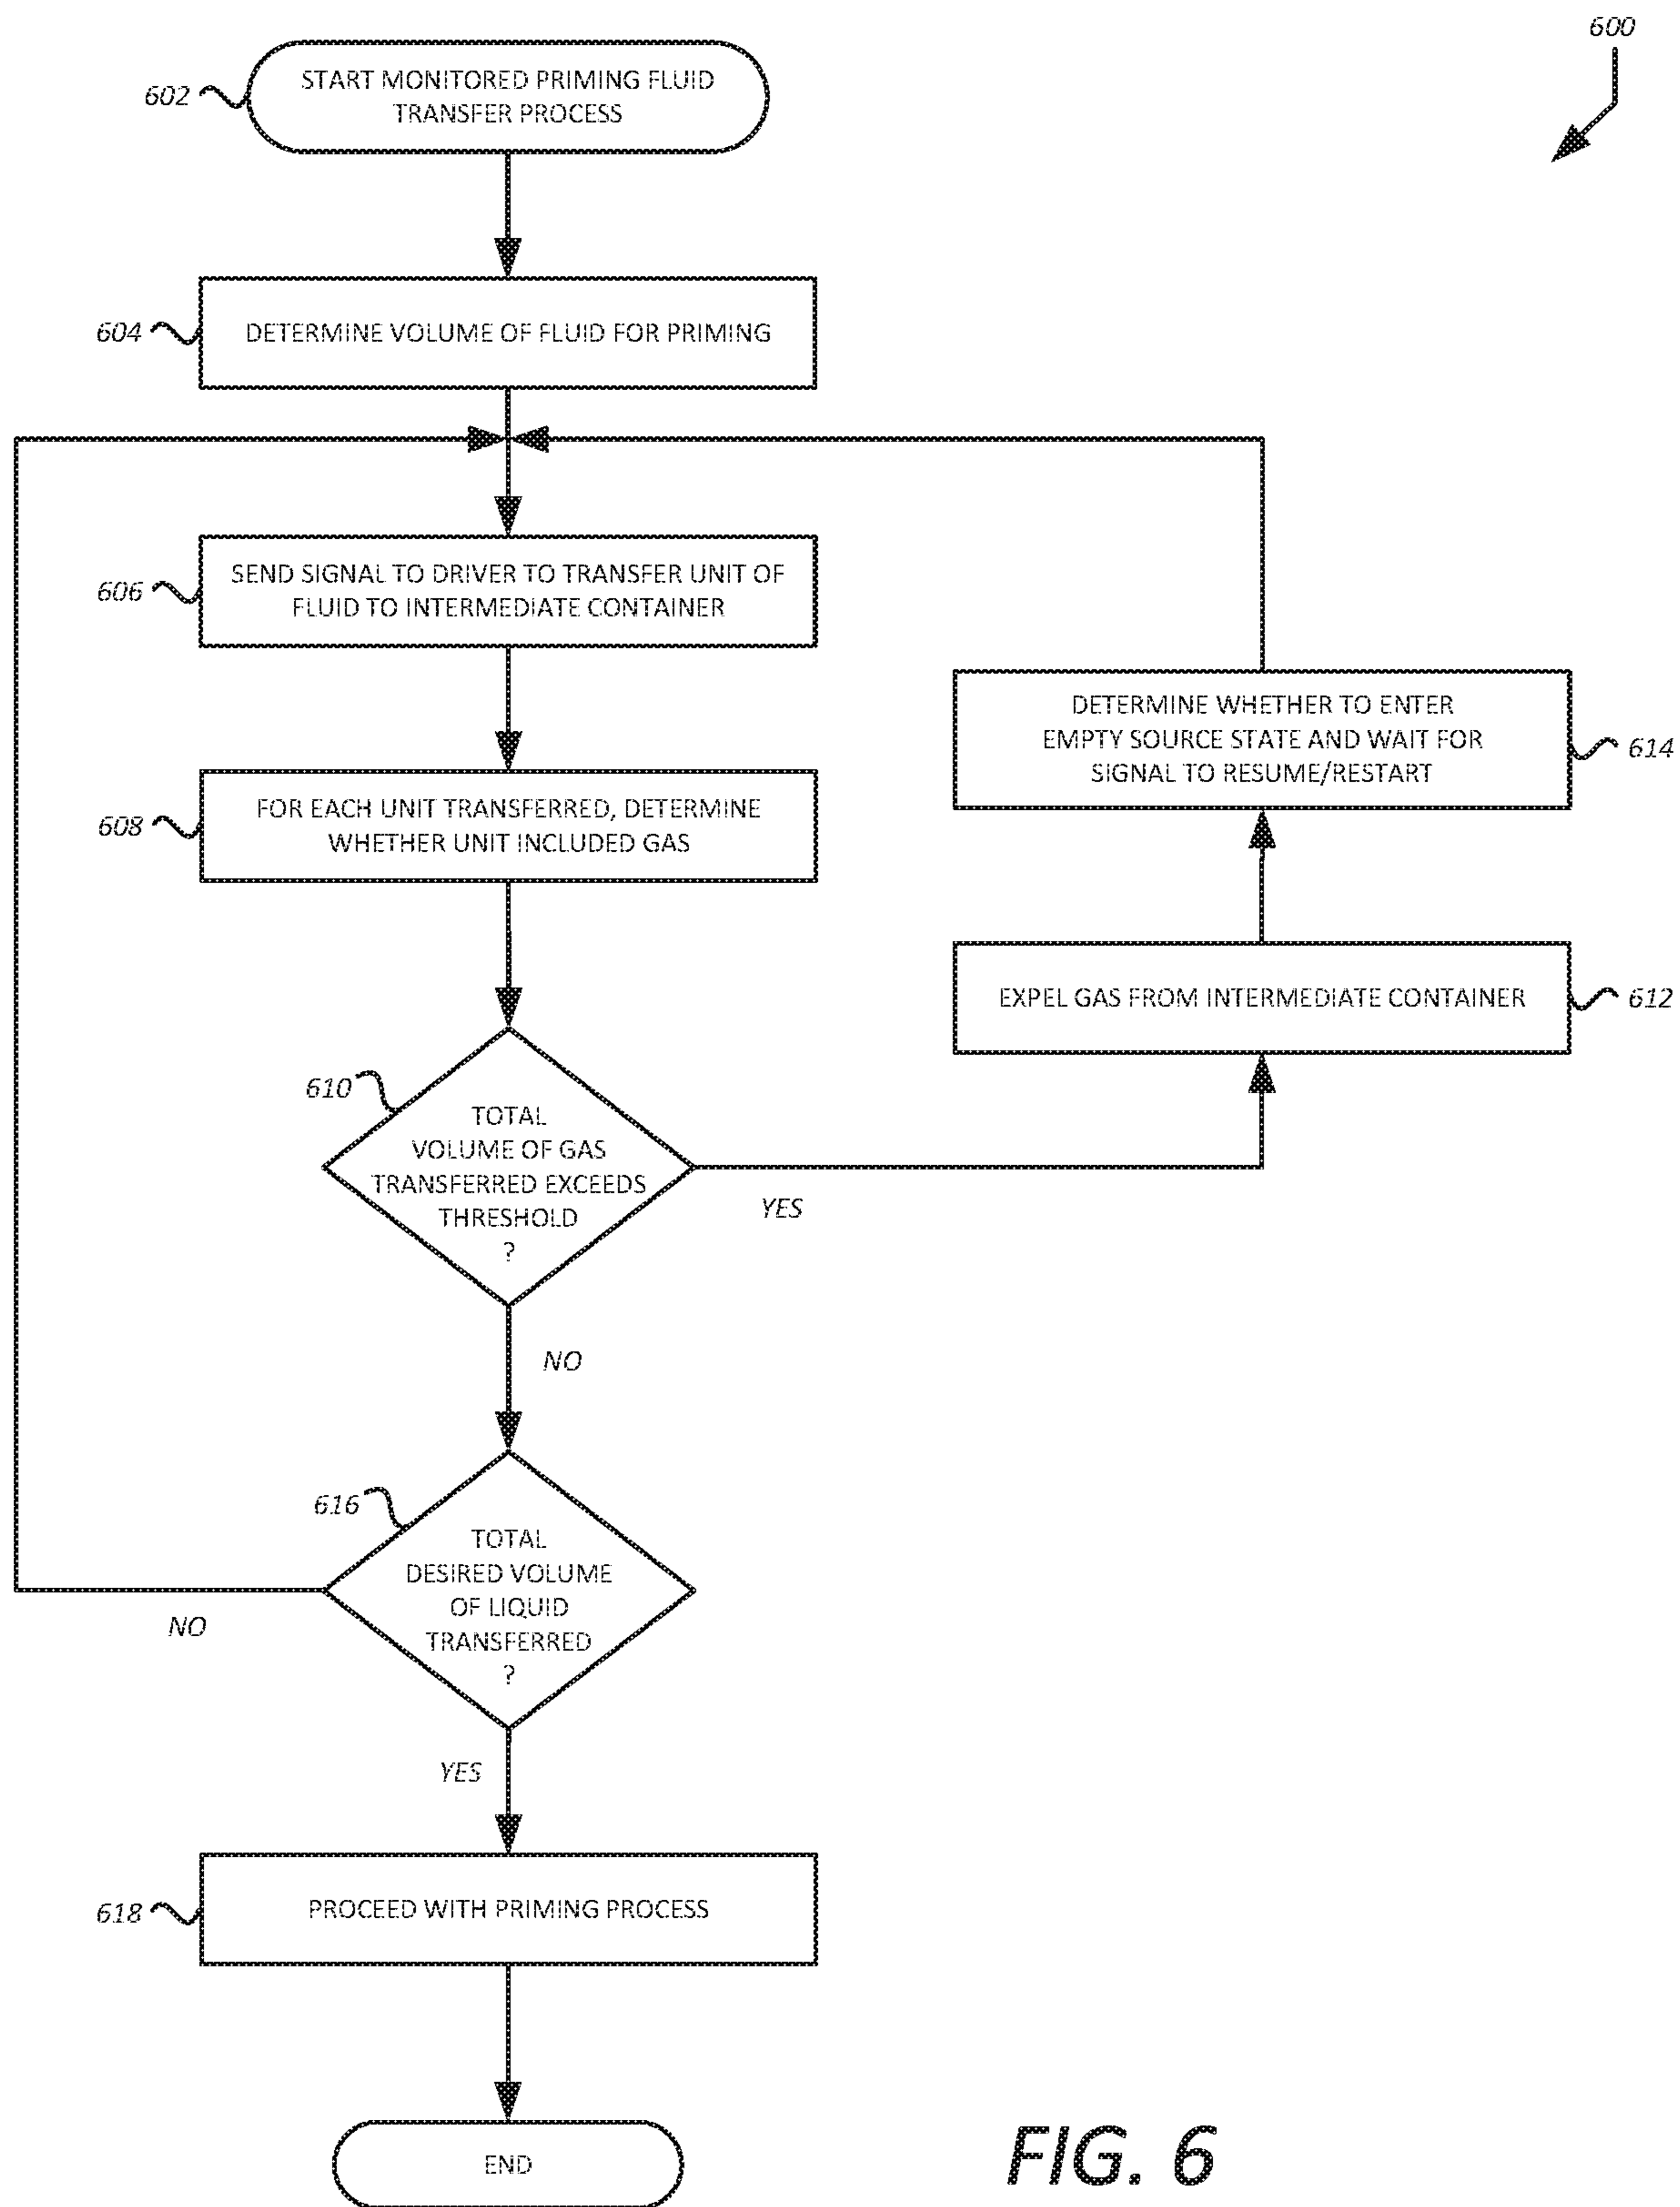 600
602
START MONITORED PRIMING FLUID
TRANSFER PROCESS
604
DETERMINE VOLUME OF FLUID FOR PRIMING
606
SEND SIGNAL TO DRIVER TO TRANSFER UNIT OF
FLUID TO INTERMEDIATE CONTAINER
608
FOR EACH UNIT TRANSFERRED, DETERMINE
WHETHER UNIT INCLUDED GAS
610
TOTAL
VOLUME OF GAS
TRANSFERRED EXCEEDS
THRESHOLD
?
YES
EXPEL GAS FROM INTERMEDIATE CONTAINER
612
DETERMINE WHETHER TO ENTER
EMPTY SOURCE STATE AND WAIT FOR
SIGNAL TO RESUME/RESTART
614
NO
616
TOTAL
DESIRED VOLUME
OF LIQUID
TRANSFERRED
?
NO
YES
618
PROCEED WITH PRIMING PROCESS
END
FIG. 6